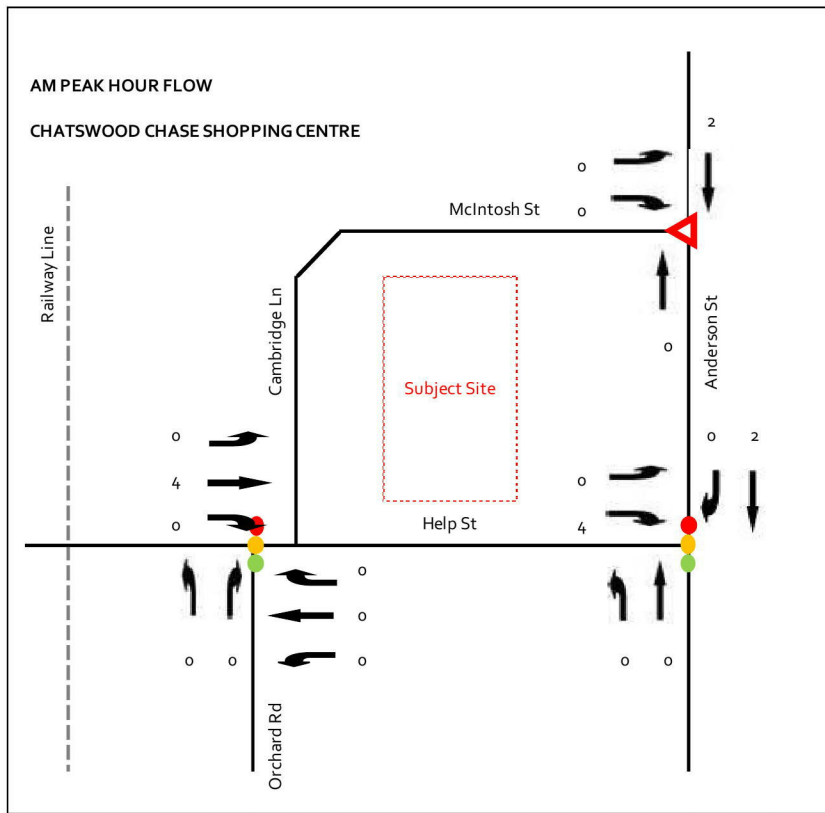 AM PEAK HOUR FLOW
CHATSWOOD CHASE SHOPPING CENTRE
2
0
0
McIntosh St
Railway Line
Cambridge Ln
Anderson St
0
Subject Site
0
4
0
0
4
0 2
Help St
0
0
0
0 0
0 0
Orchard Rd